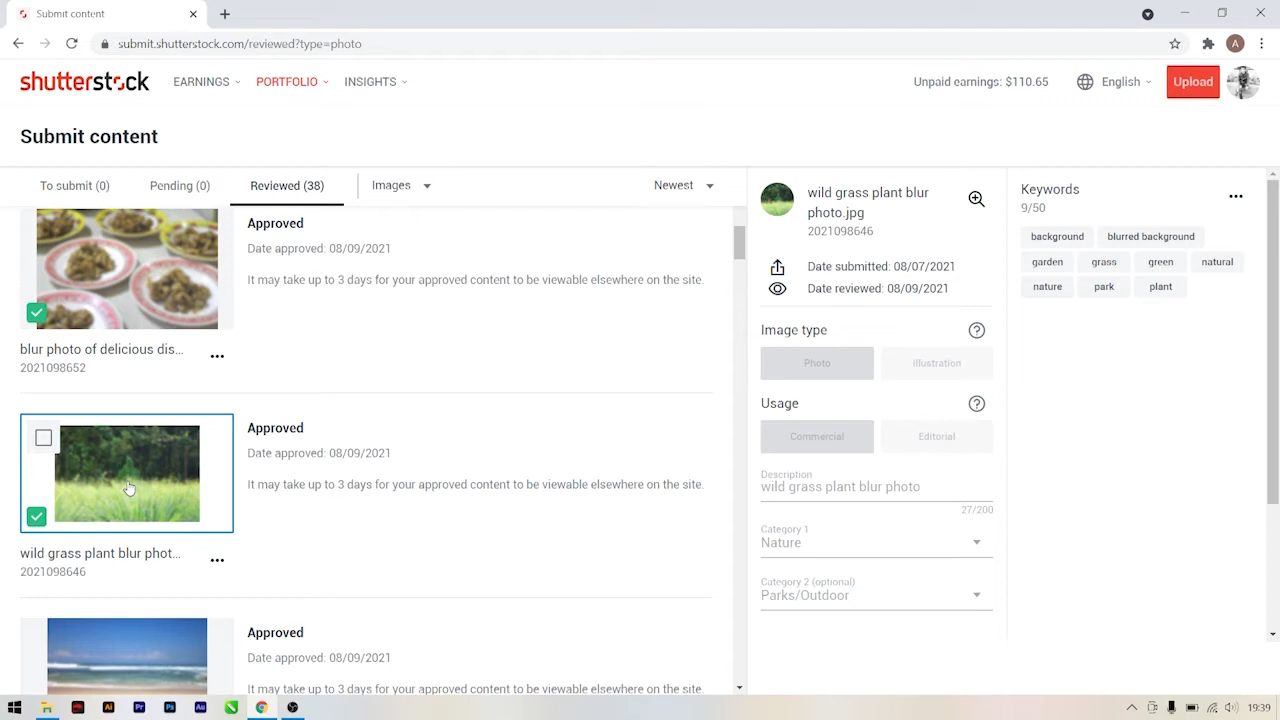 Submit content
submit.shutterstock.com/reviewed?type=photo
A
shutterstock
EARNINGS
PORTFOLIO
INSIGHTS
Unpaid earnings: $110.65
English
Upload
Submit content
To submit (0)
Pending (0)
Reviewed (38)
Images
Newest
Approved
Date approved: 08/09/2021
It may take up to 3 days for your approved content to be viewable elsewhere on the site.
blur photo of delicious dis...
2021098652
Approved
Date approved: 08/09/2021
It may take up to 3 days for your approved content to be viewable elsewhere on the site.
wild grass plant blur phot...
2021098646
Approved
Date approved: 08/09/2021
It may take up to 3 days for your approved content to be viewable elsewhere on the site.
wild grass plant blur
photo.jpg
2021098646
Date submitted: 08/07/2021
Date reviewed: 08/09/2021
Image type
Photo
Illustration
Usage
Commercial
Editorial
Description
wild grass plant blur photo
27/200
Category 1
Nature
Category 2 (optional)
Parks/Outdoor
Keywords
9/50
background
blurred background
garden
grass
green
natural
nature
park
plant
Ai
Pr
Ps
Au
19:39